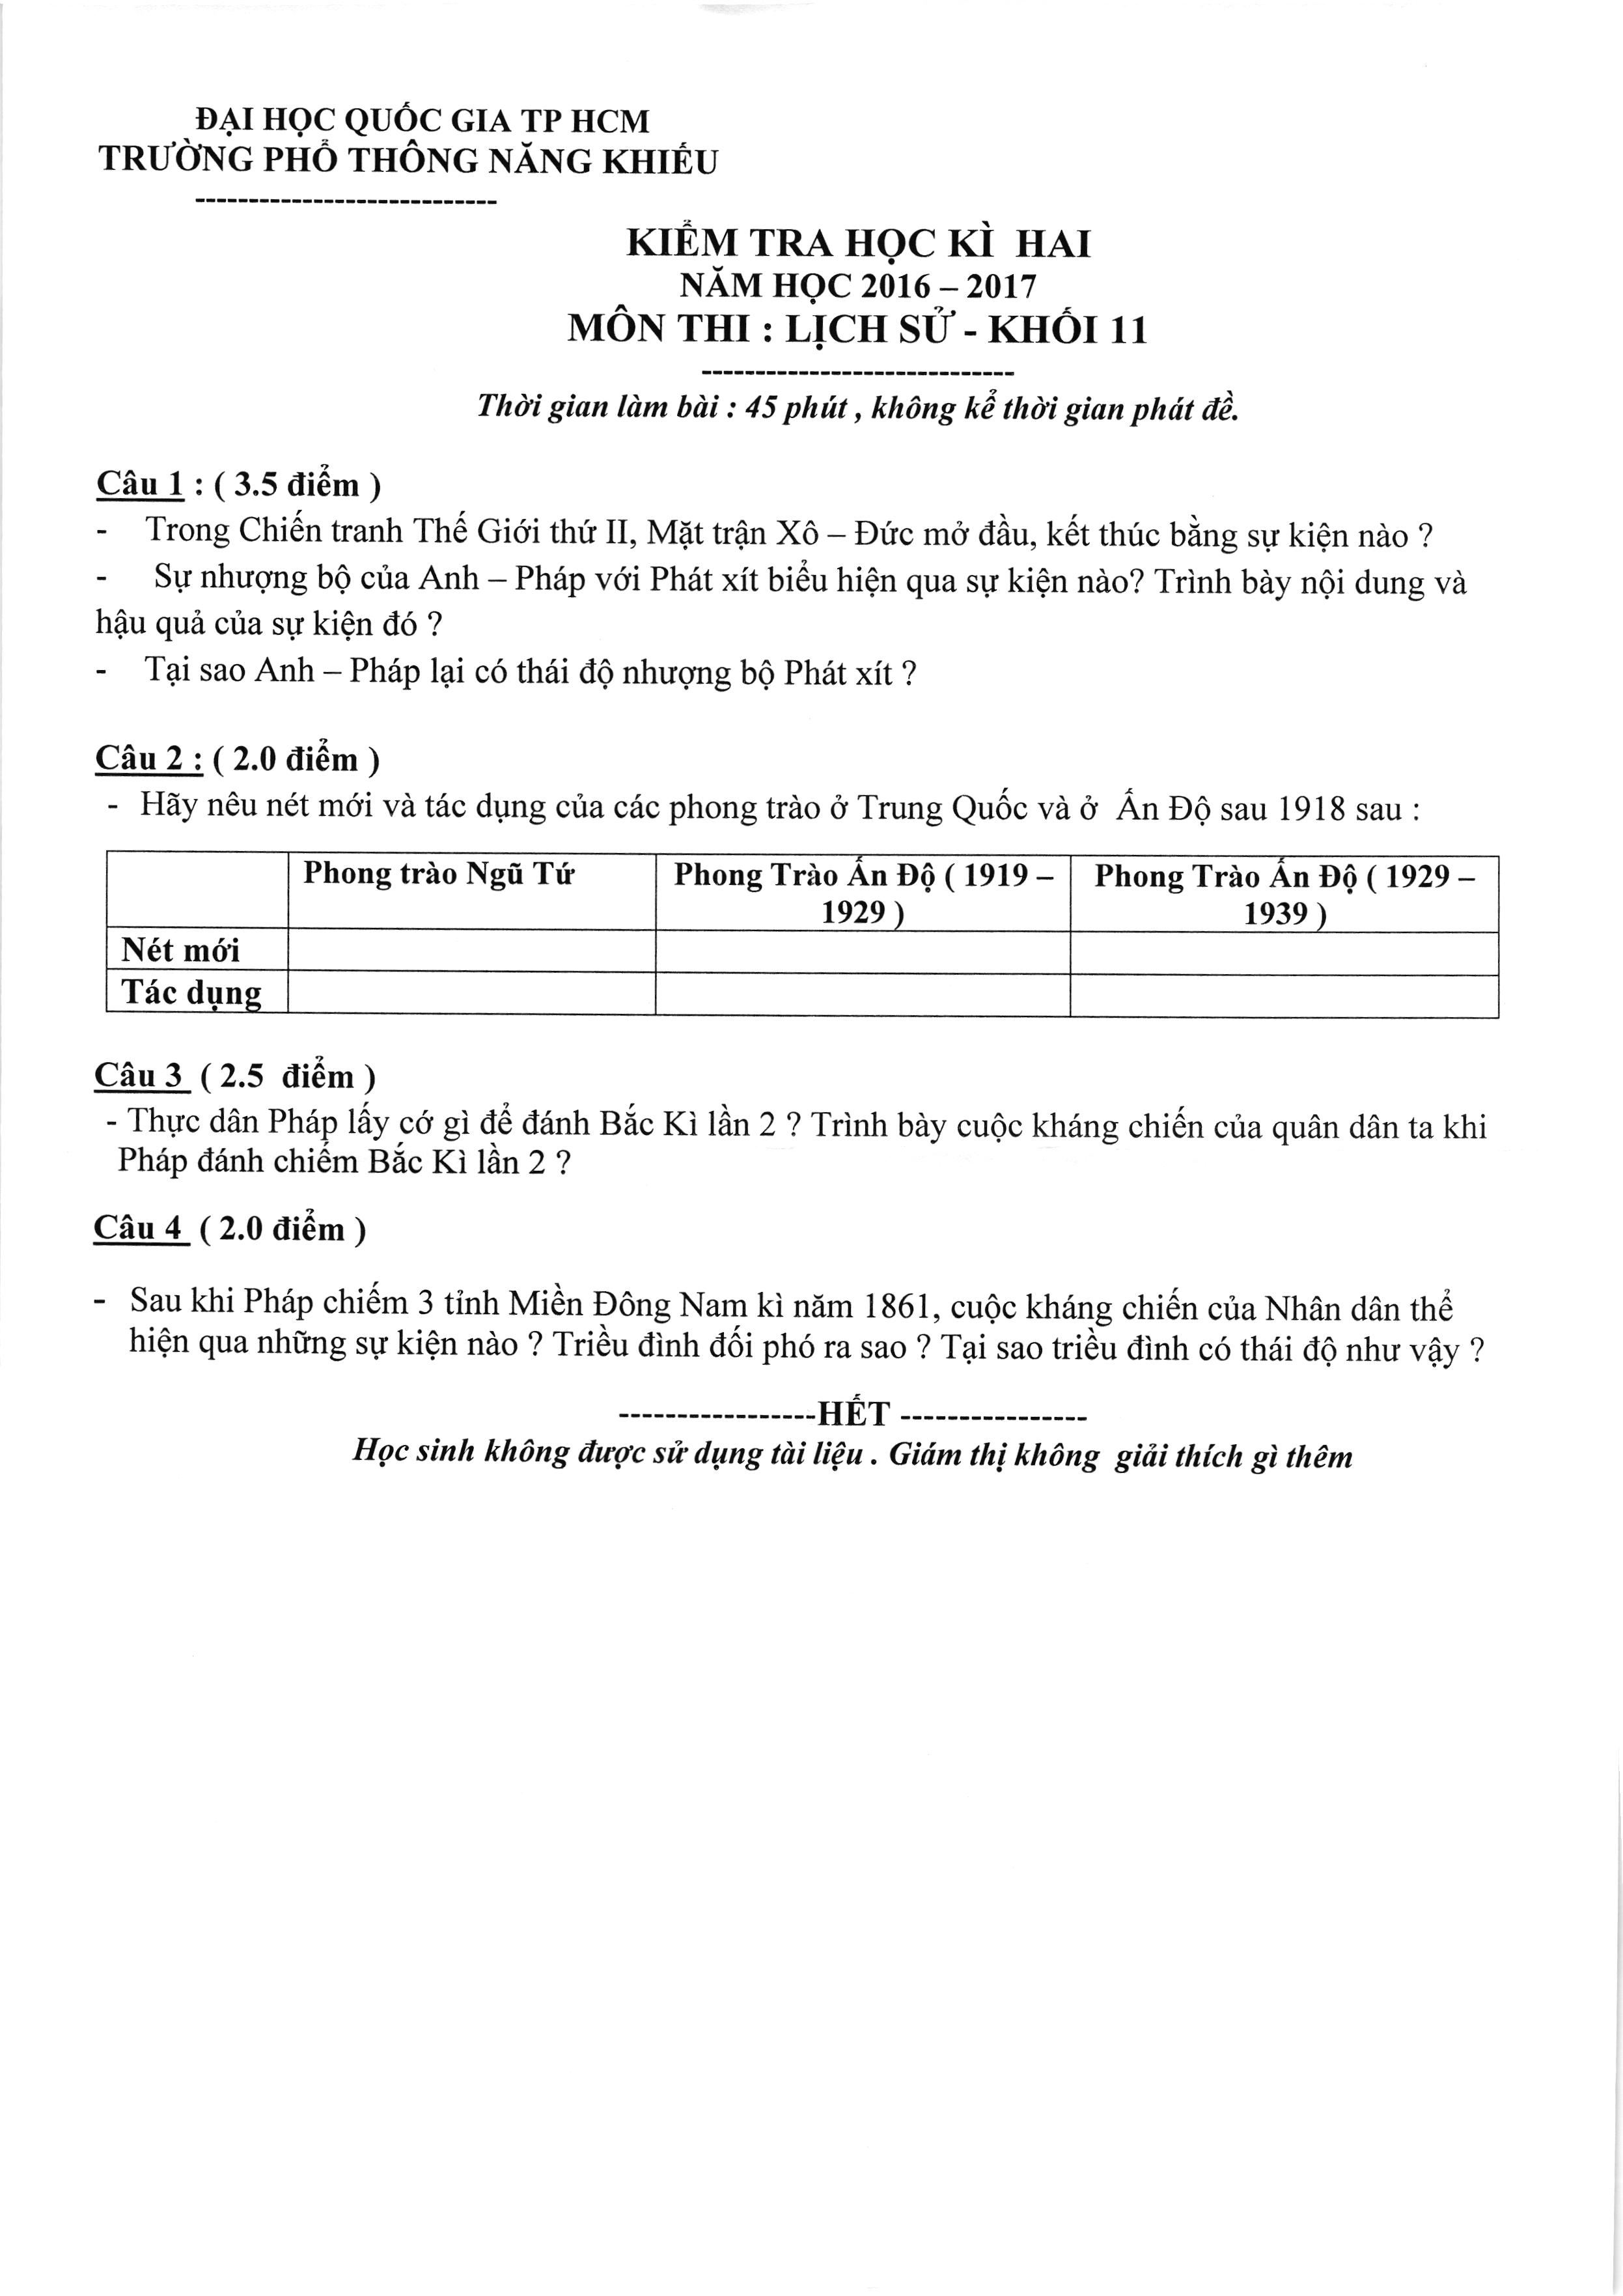 ĐẠI HỌC QUỐC GIA TP HCM
TRƯỜNG PHỔ THÔNG NĂNG KHIẾU
----------------------------
KIỂM TRA HỌC KÌ HAI
NĂM HỌC 2016 – 2017
MÔN THI : LỊCH SỬ - KHỐI 11
-----------------------------
Thời gian làm bài : 45 phút , không kể thời gian phát đề.
Câu 1 : ( 3.5 điểm )
- Trong Chiến tranh Thế Giới thứ II, Mặt trận Xô – Đức mở đầu, kết thúc bằng sự kiện nào ?
- Sự nhượng bộ của Anh – Pháp với Phát xít biểu hiện qua sự kiện nào? Trình bày nội dung và
hậu quả của sự kiện đó ?
- Tại sao Anh – Pháp lại có thái độ nhượng bộ Phát xít ?
Câu 2 : ( 2.0 điểm )
- Hãy nêu nét mới và tác dụng của các phong trào ở Trung Quốc và ở Ấn Độ sau 1918 sau :
Phong trào Ngũ Tứ
Phong Trào Ấn Độ ( 1919 –
1929 )
Phong Trào Ấn Độ ( 1929 –
1939 )
Nét mới
Tác dụng
Câu 3 ( 2.5 điểm )
- Thực dân Pháp lấy cớ gì để đánh Bắc Kì lần 2 ? Trình bày cuộc kháng chiến của quân dân ta khi
Pháp đánh chiếm Bắc Kì lần 2 ?
Câu 4 ( 2.0 điểm )
- Sau khi Pháp chiếm 3 tỉnh Miền Đông Nam kì năm 1861, cuộc kháng chiến của Nhân dân thể
hiện qua những sự kiện nào ? Triều đình đối phó ra sao ? Tại sao triều đình có thái độ như vậy ?
-----------------HẾT ----------------
Học sinh không được sử dụng tài liệu . Giám thị không giải thích gì thêm